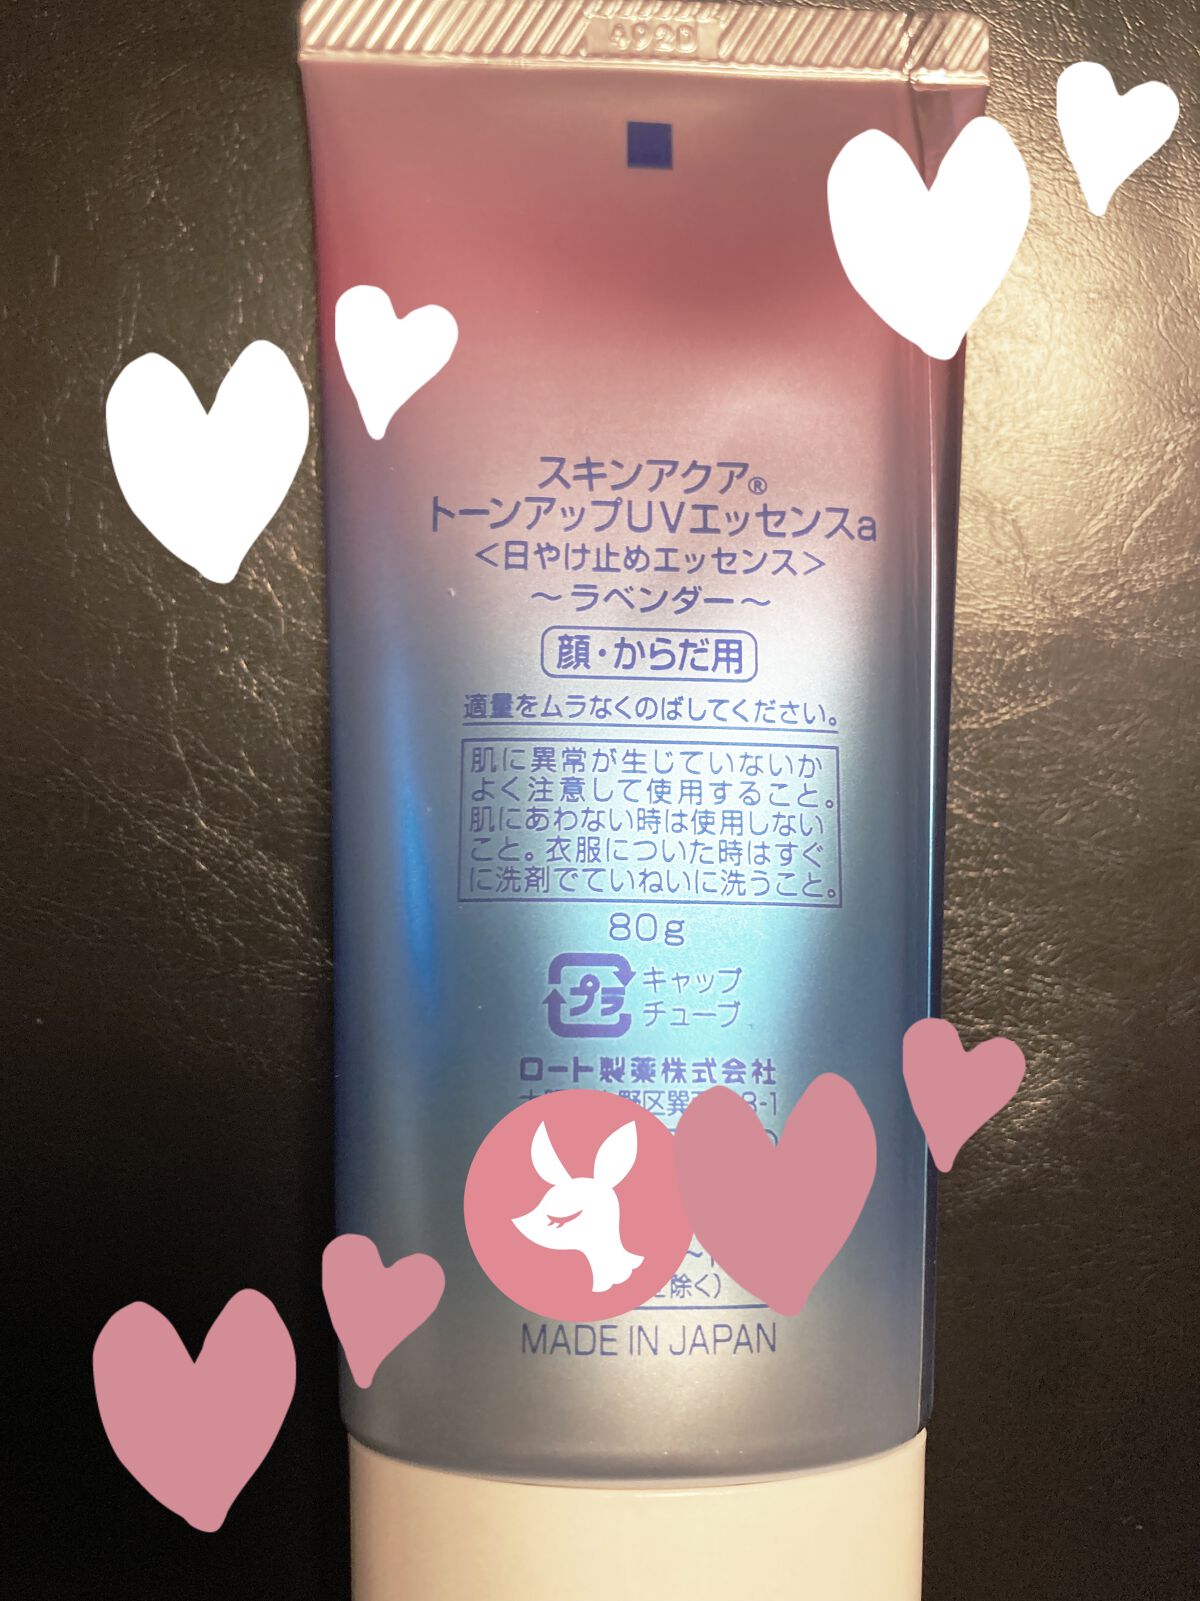 492D
スキンアクア®
トーンアップUVエッセンスa
<日やけ止めエッセンス>
~ラベンダー~
顔・からだ用
適量をムラなくのばしてください。
肌に異常が生じていないか
よく注意して使用すること。
肌にあわない時は使用しない
こと。衣服についた時はすぐ
に洗剤でていねいに洗うこと。
80g
プラ
キャップ
チューブ
ロート製薬株式会社
野区巽
-1
除く)
MADE IN JAPAN